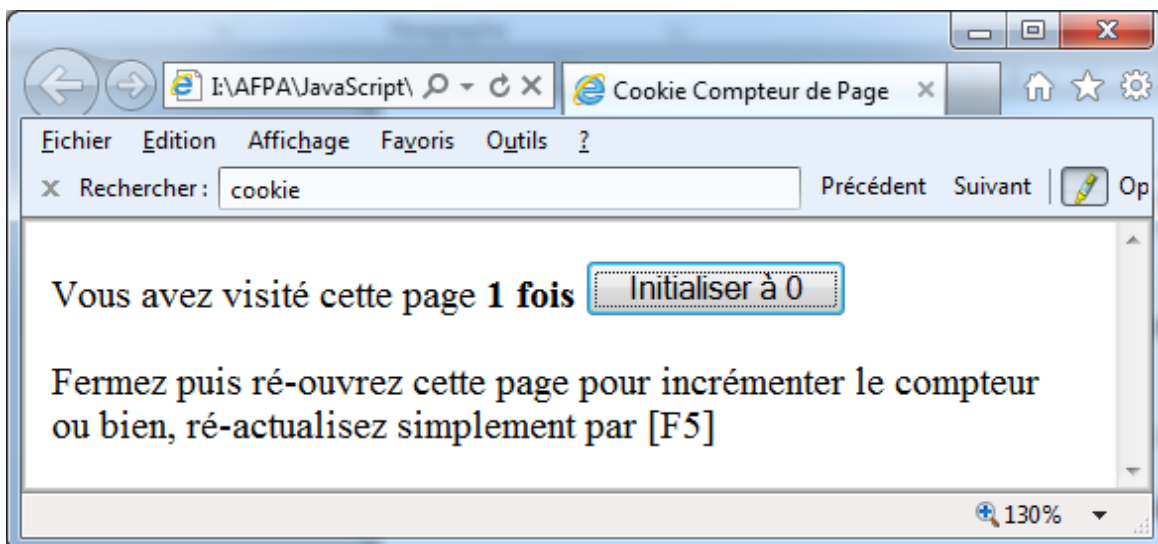 I:\AFPA\JavaScript\
Cookie Compteur de Page
Fichier Edition Affichage Favoris Outils ?
x Rechercher : cookie Précédent Suivant Op
Vous avez visité cette page 1 fois Initialiser à 0
Fermez puis ré-ouvrez cette page pour incrémenter le compteur
ou bien, ré-actualisez simplement par [F5]
130%